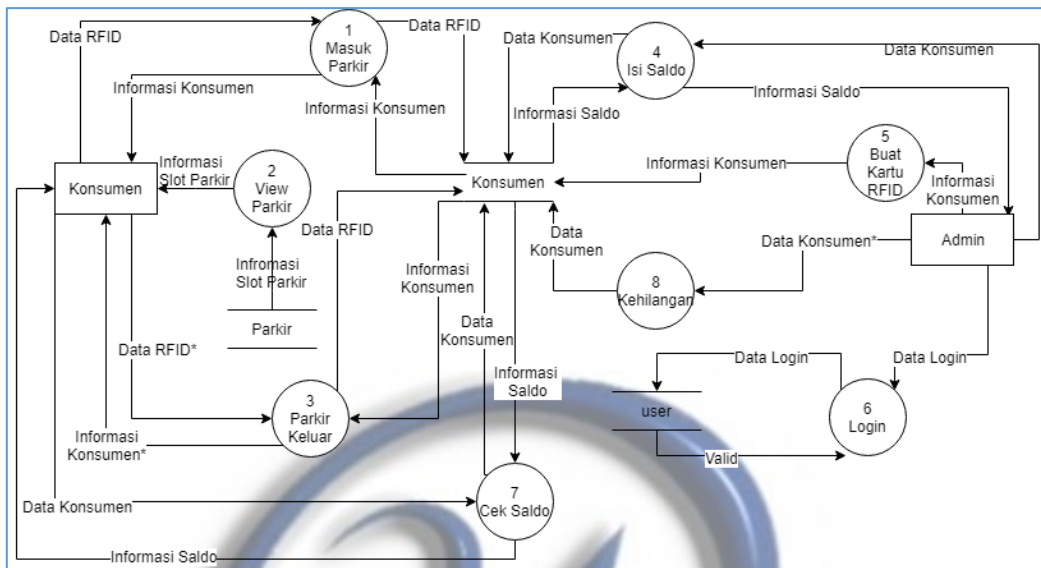 1
Masuk
Parkir
Data RFID
Data RFID
Informasi Konsumen
Informasi Konsumen
Data Konsumen
4
Isi Saldo
Data Konsumen
Informasi Saldo
Informasi Saldo
5
Buat
Kartu
RFID
Informasi Konsumen
Informasi
Konsumen
Konsumen
Informasi
Slot Parkir
2
View
Parkir
Konsumen
Admin
Data RFID
Data
Konsumen
Data Konsumen*
Infromasi
Slot Parkir
Informasi
Konsumen
8
Kehilangan
Parkir
Data
Konsumen
Data RFID*
Informasi
Saldo
Data Login
Data Login
3
Parkir
Keluar
user
6
Login
Informasi
Konsumen*
Valid
Data Konsumen
7
Cek Saldo
Informasi Saldo